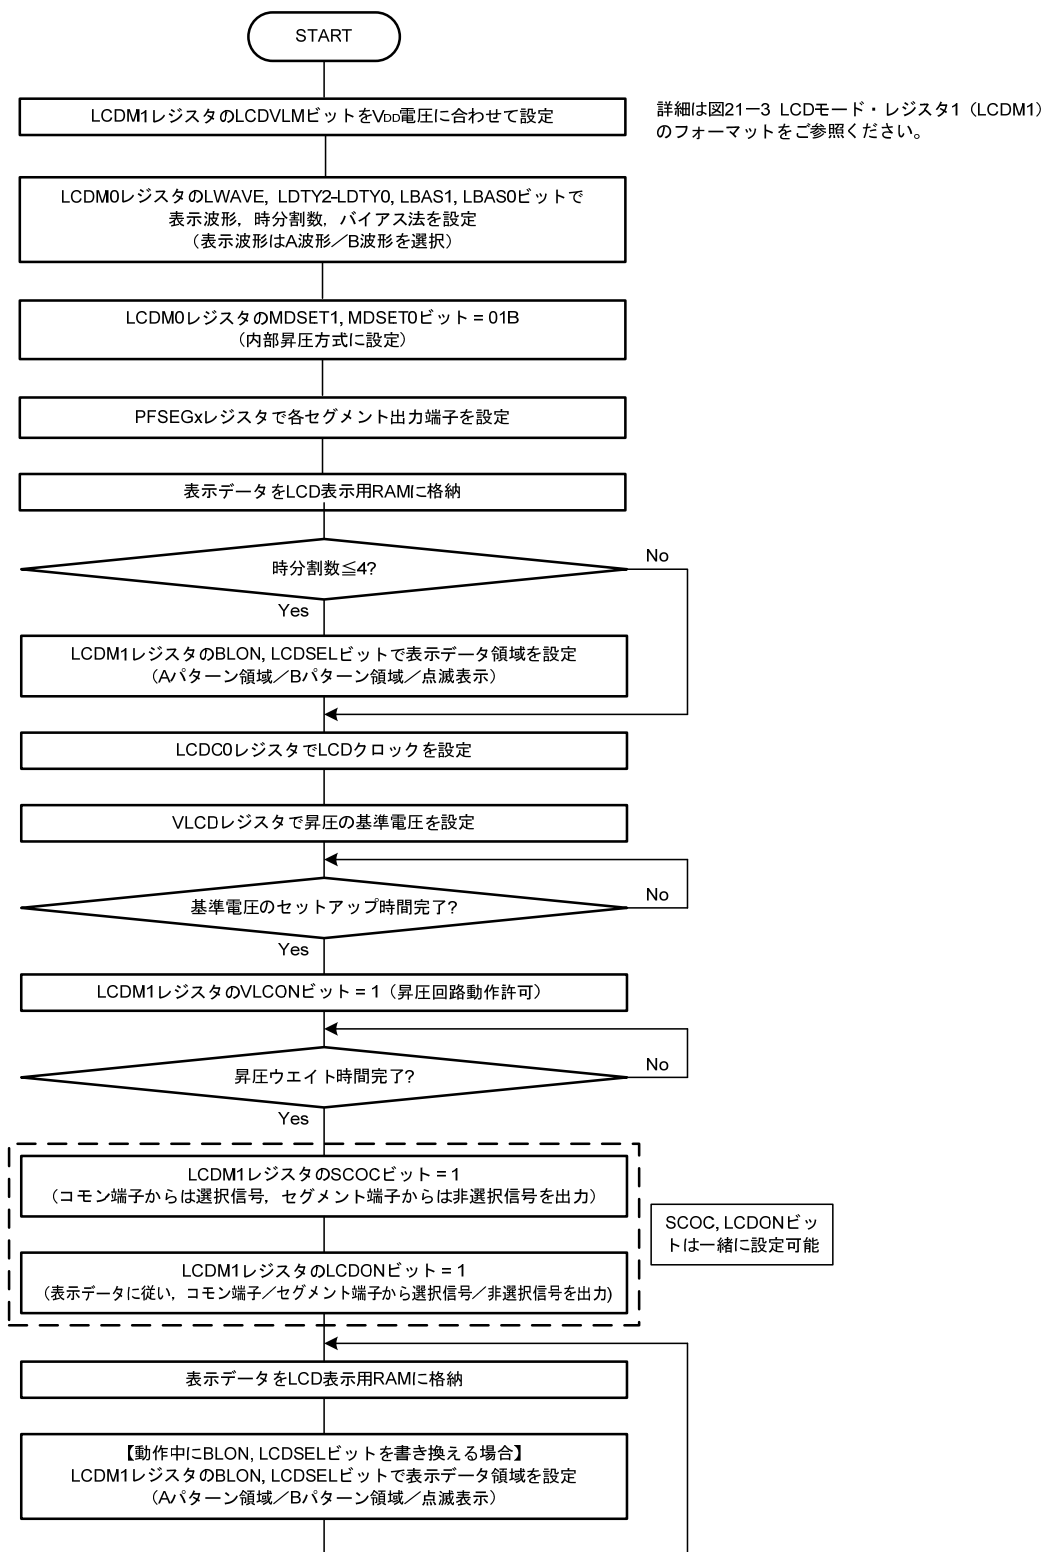 START
LCDM1レジスタのLCDVLMビットをVDD電圧に合わせて設定
詳細は図21－3 LCDモード・レジスタ1（LCDM1）
のフォーマットをご参照ください。
LCDM0レジスタのLWAVE, LDTY2-LDTY0, LBAS1, LBAS0ビットで
表示波形，時分割数，バイアス法を設定
（表示波形はA波形／B波形を選択）
LCDM0レジスタのMDSET1, MDSET0ビット = 01B
（内部昇圧方式に設定）
PFSEGxレジスタで各セグメント出力端子を設定
表示データをLCD表示用RAMに格納
時分割数≦4?
No
Yes
LCDM1レジスタのBLON, LCDSELビットで表示データ領域を設定
（Aパターン領域／Bパターン領域／点滅表示）
LCDC0レジスタでLCDクロックを設定
VLCDレジスタで昇圧の基準電圧を設定
基準電圧のセットアップ時間完了?
No
Yes
LCDM1レジスタのVLCONビット = 1（昇圧回路動作許可）
昇圧ウエイト時間完了?
No
Yes
LCDM1レジスタのSCOCビット = 1
（コモン端子からは選択信号，セグメント端子からは非選択信号を出力）
SCOC, LCDONビッ
トは一緒に設定可能
LCDM1レジスタのLCDONビット = 1
（表示データに従い，コモン端子／セグメント端子から選択信号／非選択信号を出力)
表示データをLCD表示用RAMに格納
【動作中にBLON, LCDSELビットを書き換える場合】
LCDM1レジスタのBLON, LCDSELビットで表示データ領域を設定
（Aパターン領域／Bパターン領域／点滅表示）